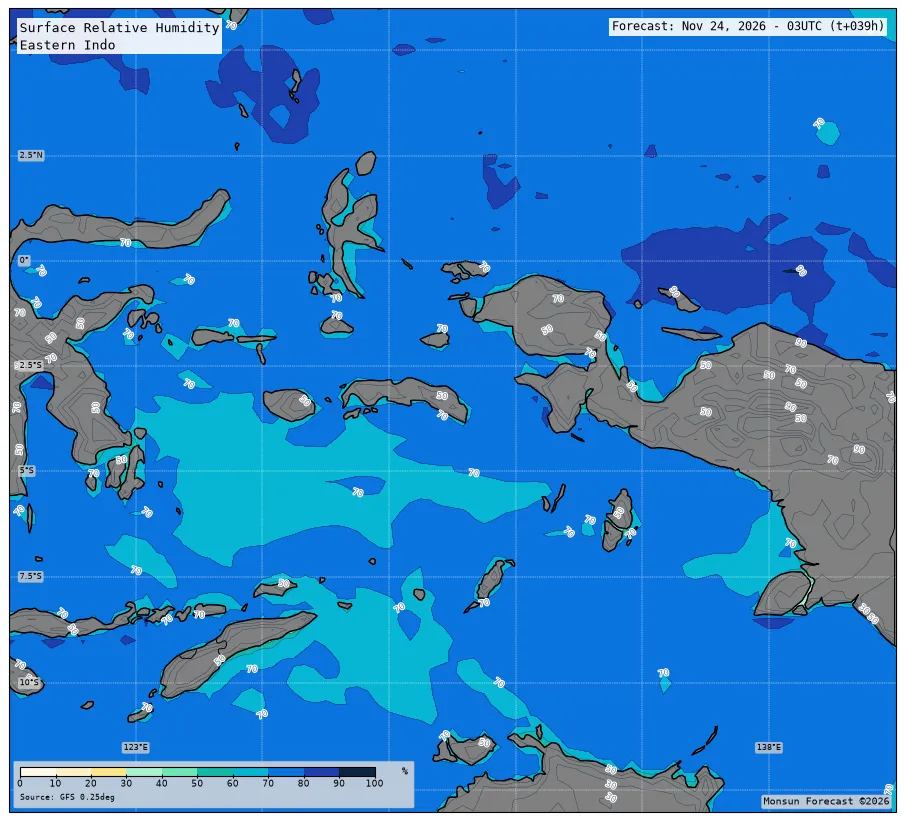 Surface Relative Humidity
Eastern Indo
Forecast: Nov 24, 2026 - 03UTC (t+039h)
2.5°N
0°
2.5°S
5°S
7.5°S
10°S
123°E
138°E
0 10 20 30 40 50 60 70 80 90 100 %
Source: GFS 0.25deg
Monsun Forecast ©2026